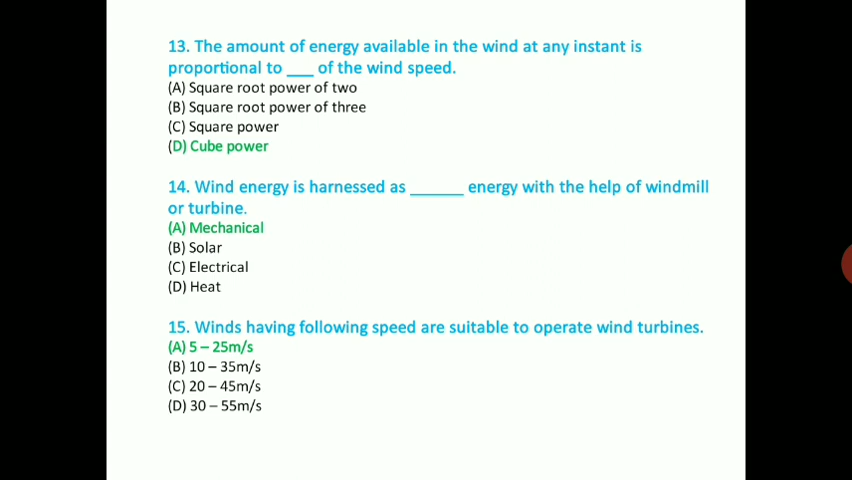 13. The amount of energy available in the wind at any instant is
proportional to ___ of the wind speed.
(A) Square root power of two
(B) Square root power of three
(C) Square power
(D) Cube power
14. Wind energy is harnessed as ______ energy with the help of windmill
or turbine.
(A) Mechanical
(B) Solar
(C) Electrical
(D) Heat
15. Winds having following speed are suitable to operate wind turbines.
(A) 5 – 25m/s
(B) 10 – 35m/s
(C) 20 – 45m/s
(D) 30 – 55m/s